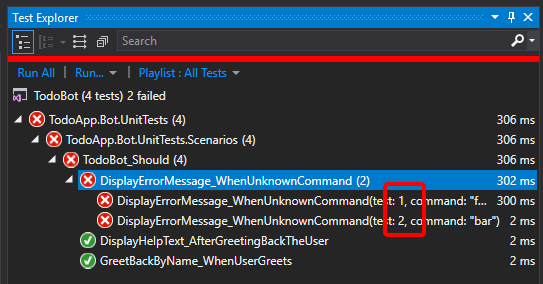 Test Explorer
Search
Run All | Run... | Playlist : All Tests
TodoBot (4 tests) 2 failed
TodoApp.Bot.UnitTests (4) 306 ms
TodoApp.Bot.UnitTests.Scenarios (4) 306 ms
TodoBot_Should (4) 306 ms
DisplayErrorMessage_WhenUnknownCommand (2) 302 ms
DisplayErrorMessage_WhenUnknownCommand(test: 1, command: "f... 300 ms
DisplayErrorMessage_WhenUnknownCommand(test: 2, command: "bar") 2 ms
DisplayHelpText_AfterGreetingBackTheUser 2 ms
GreetBackByName_WhenUserGreets 2 ms